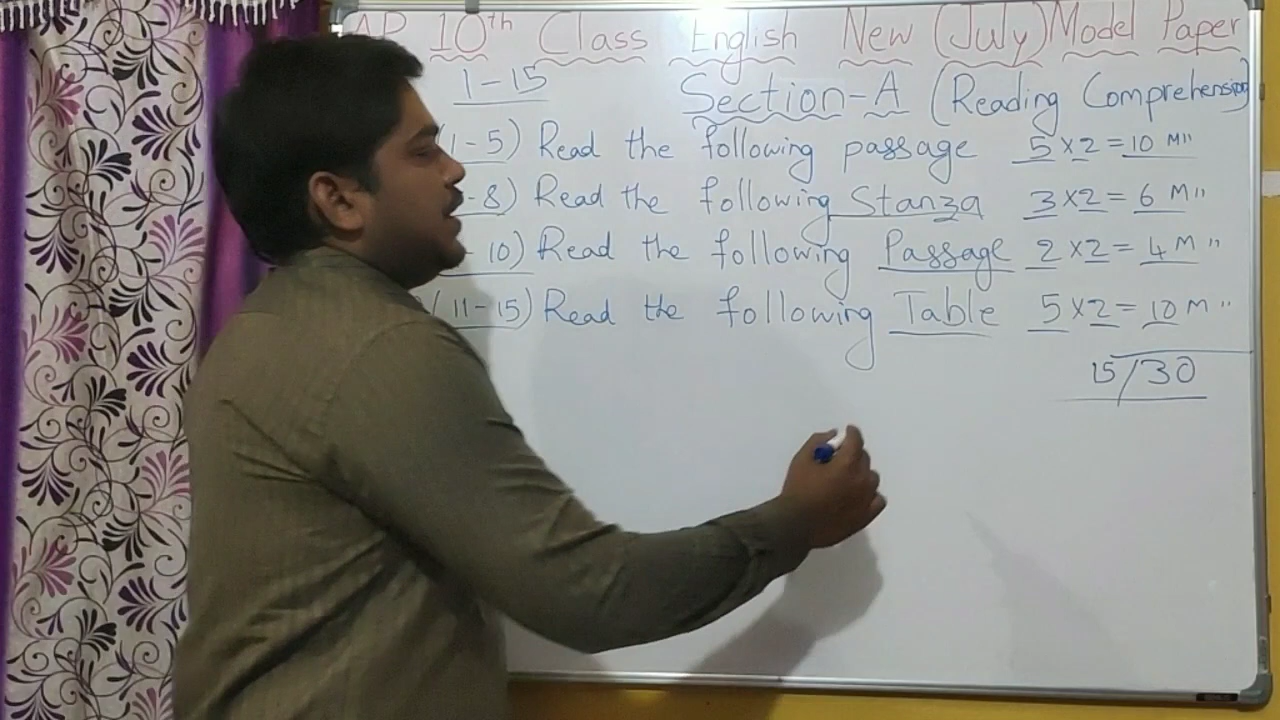 AP 10th Class English New (July) Model Paper
1-15 Section-A (Reading Comprehension)
1-5) Read the following passage 5x2=10 M"
-8) Read the following Stanza 3x2=6 M"
10) Read the following Passage 2x2=4 M"
(11-15) Read the following Table 5x2=10 M"
15/30